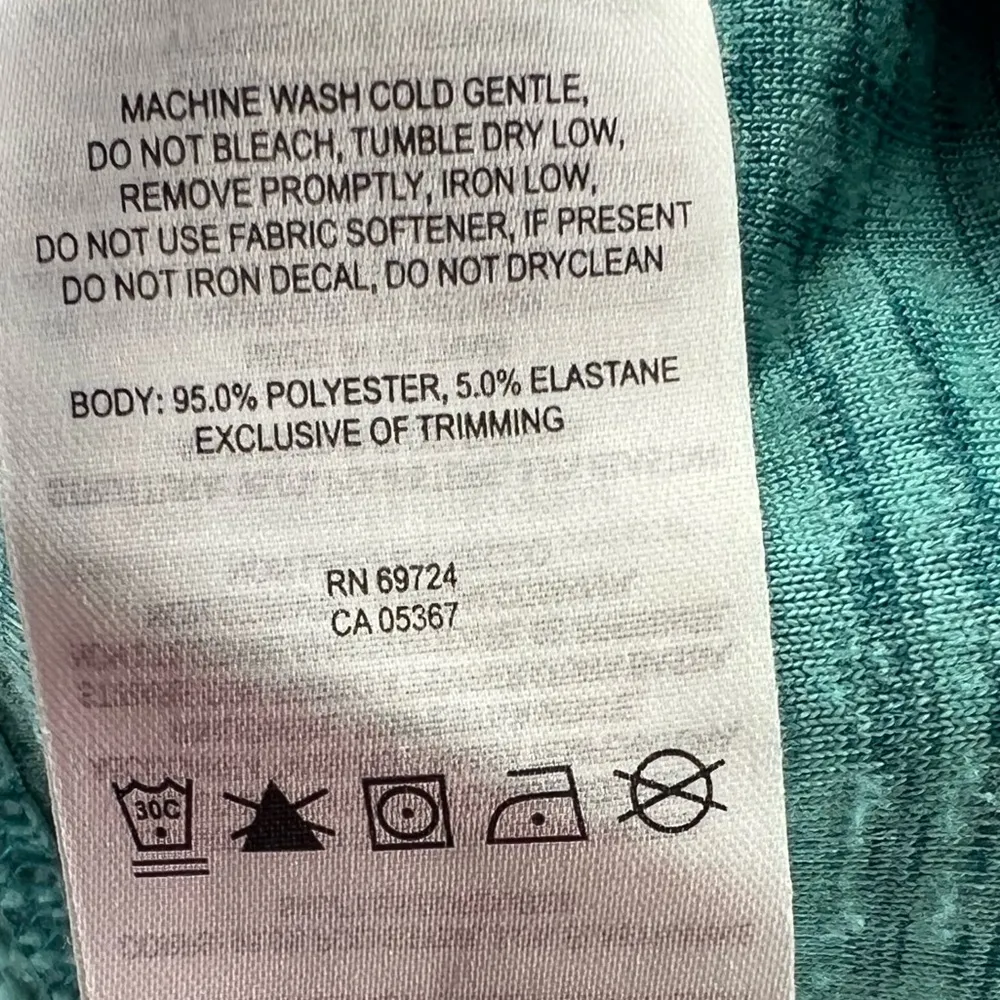 MACHINE WASH COLD GENTLE,
DO NOT BLEACH, TUMBLE DRY LOW,
REMOVE PROMPTLY, IRON LOW,
DO NOT USE FABRIC SOFTENER, IF PRESENT
DO NOT IRON DECAL, DO NOT DRYCLEAN
BODY: 95.0% POLYESTER, 5.0% ELASTANE
EXCLUSIVE OF TRIMMING
RN 69724
CA 05367
30C